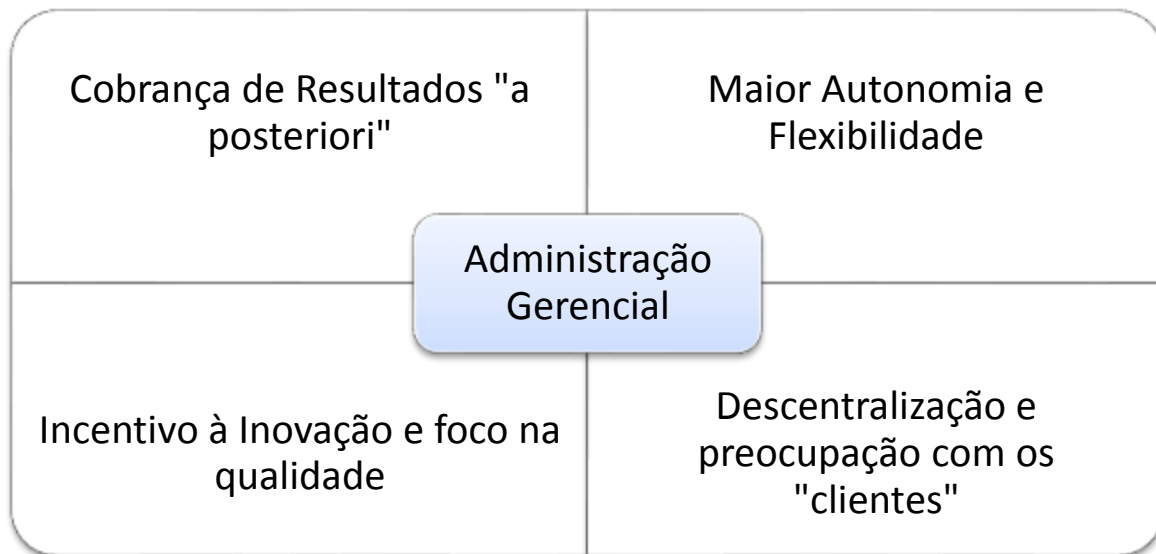 Cobrança de Resultados "a
posteriori"
Maior Autonomia e
Flexibilidade
Administração
Gerencial
Incentivo à Inovação e foco na
qualidade
Descentralização e
preocupação com os
"clientes"